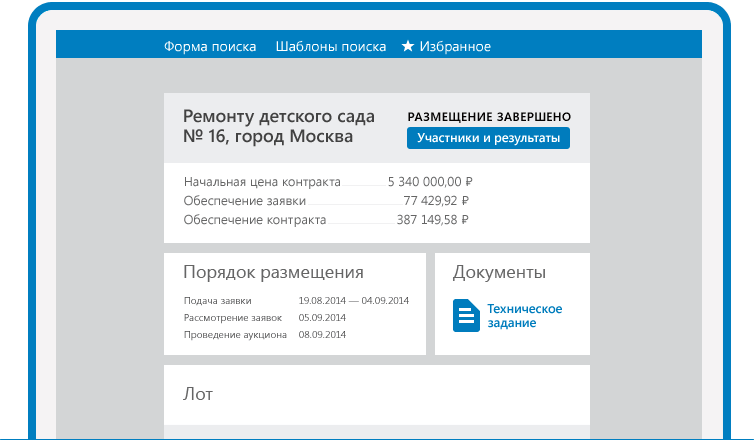 Форма поиска Шаблоны поиска Избранное
Ремонту детского сада
№ 16, город Москва
РАЗМЕЩЕНИЕ ЗАВЕРШЕНО
Участники и результаты
Начальная цена контракта 5 340 000,00 ₽
Обеспечение заявки 77 429,92 ₽
Обеспечение контракта 387 149,58 ₽
Порядок размещения
Подача заявки 19.08.2014 — 04.09.2014
Рассмотрение заявок 05.09.2014
Проведение аукциона 08.09.2014
Документы
Техническое
задание
Лот